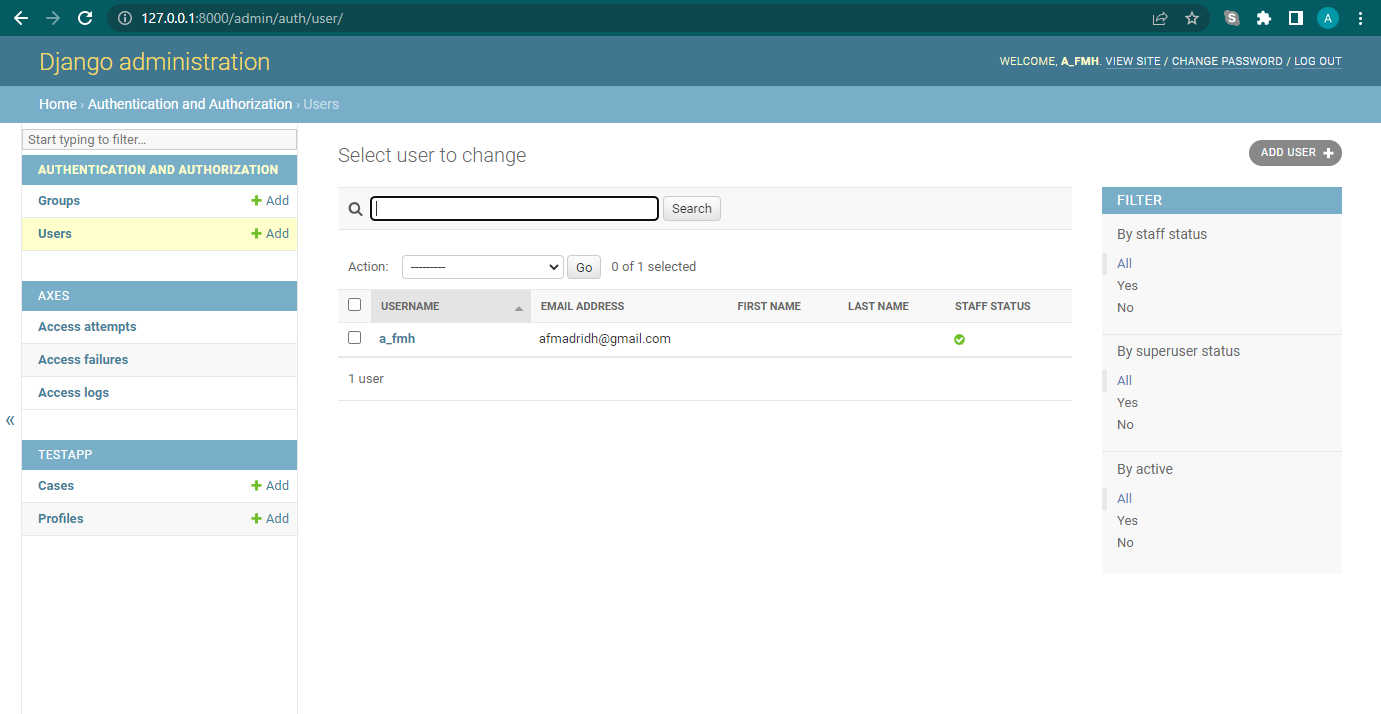 127.0.0.1:8000/admin/auth/user/
S
A
Django administration
WELCOME, A_FMH. VIEW SITE / CHANGE PASSWORD / LOG OUT
Home › Authentication and Authorization › Users
Start typing to filter...
AUTHENTICATION AND AUTHORIZATION
Groups + Add
Users + Add
AXES
Access attempts
Access failures
Access logs
«
TESTAPP
Cases + Add
Profiles + Add
Select user to change
ADD USER +
Search
Action: --------- Go 0 of 1 selected
USERNAME EMAIL ADDRESS FIRST NAME LAST NAME STAFF STATUS
a_fmh afmadridh@gmail.com
1 user
FILTER
By staff status
All
Yes
No
By superuser status
All
Yes
No
By active
All
Yes
No